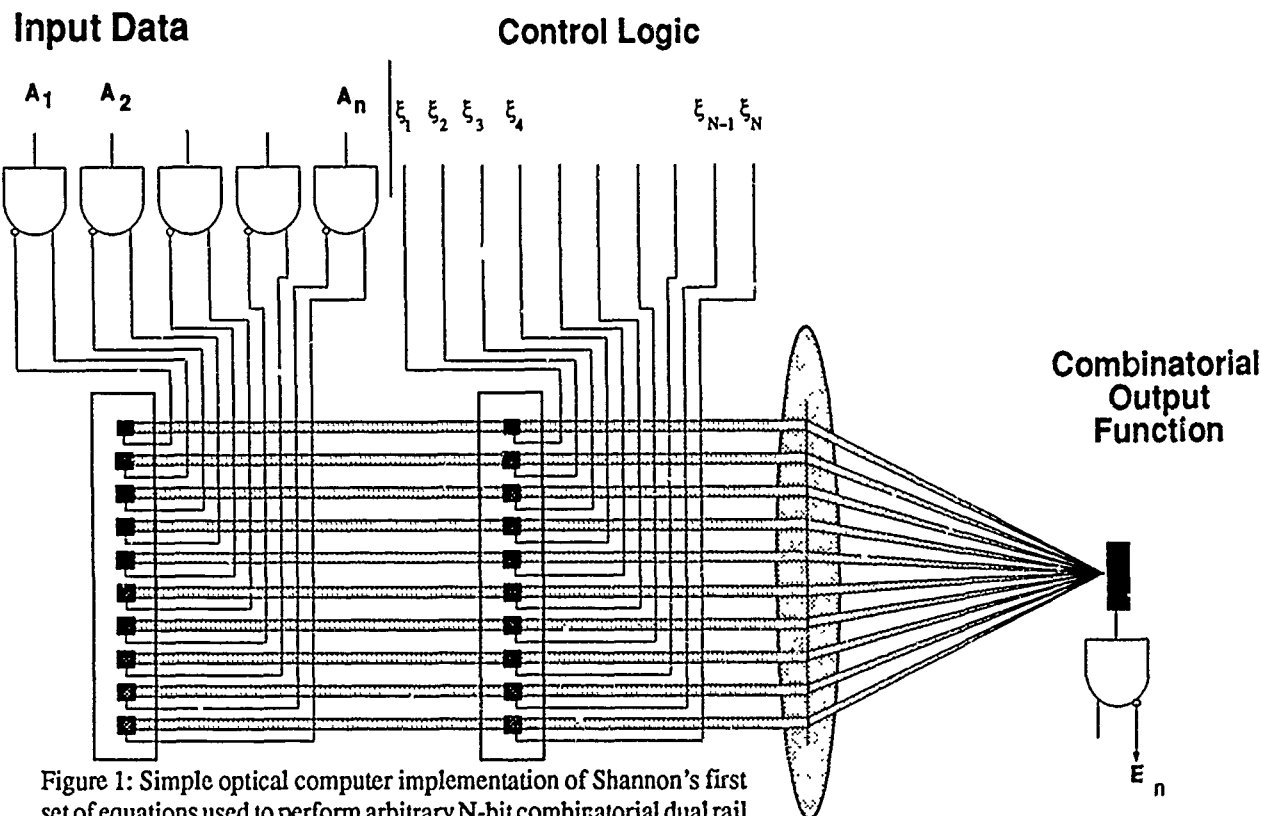 Input Data
Control Logic
A1 A2 An
ξ1 ξ2 ξ3 ξ4 ξN-1 ξN
Combinatorial
Output
Function
En
Figure 1: Simple optical computer implementation of Shannon's first
set of equations used to perform arbitrary N-bit combinatorial dual rail